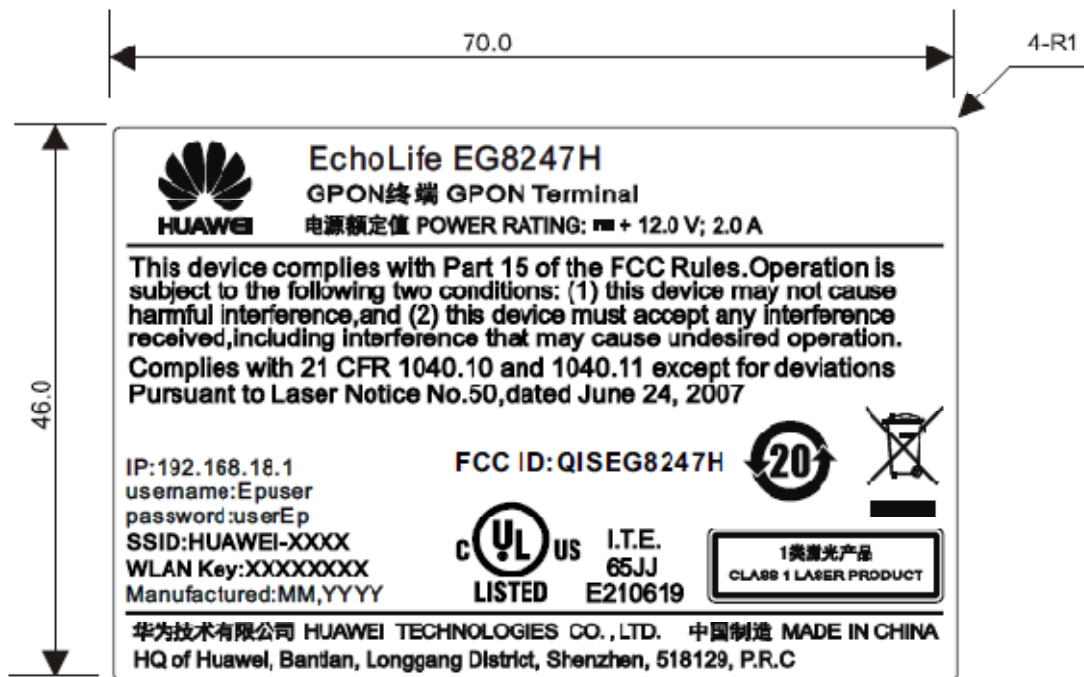 70.0
4-R1
46.0
HUAWEI
EchoLife EG8247H
GPON终端 GPON Terminal
电源额定值 POWER RATING: + 12.0 V; 2.0 A
This device complies with Part 15 of the FCC Rules.Operation is
subject to the following two conditions: (1) this device may not cause
harmful interference,and (2) this device must accept any interference
received,including interference that may cause undesired operation.
Complies with 21 CFR 1040.10 and 1040.11 except for deviations
Pursuant to Laser Notice No.50,dated June 24, 2007
IP:192.168.18.1
username:Epuser
password:userEp
SSID:HUAWEI-XXXX
WLAN Key:XXXXXXXX
Manufactured:MM,YYYY
FCC ID:QISEG8247H
20
C UL US
LISTED
I.T.E.
65JJ
E210619
1类激光产品
CLASS 1 LASER PRODUCT
华为技术有限公司 HUAWEI TECHNOLOGIES CO.,LTD. 中国制造 MADE IN CHINA
HQ of Huawei, Bantian, Longgang District, Shenzhen, 518129, P.R.C